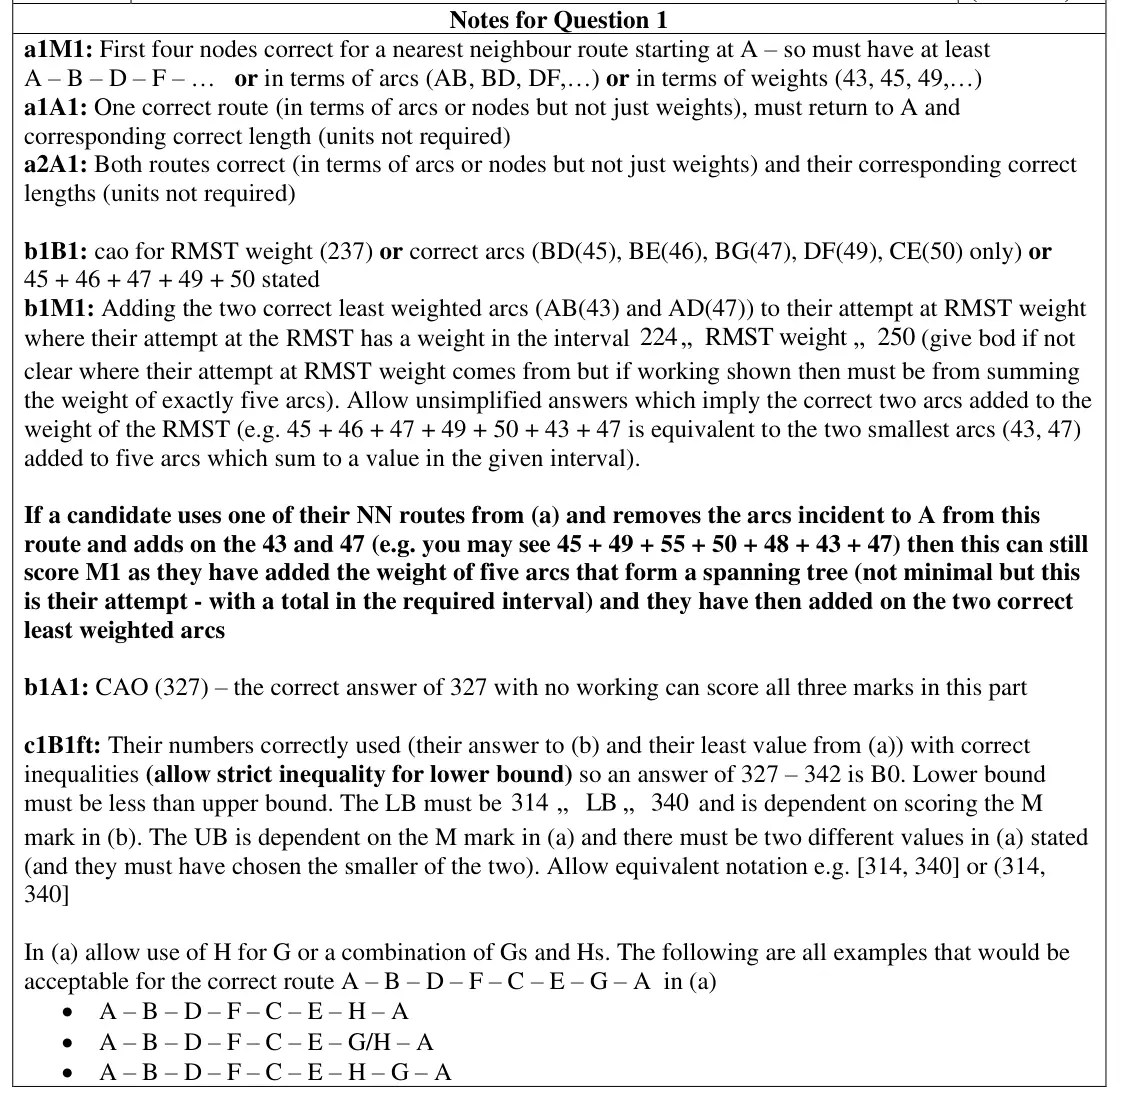 Notes for Question 1
a1M1: First four nodes correct for a nearest neighbour route starting at A – so must have at least
A – B – D – F – … or in terms of arcs (AB, BD, DF,…) or in terms of weights (43, 45, 49,…)
a1A1: One correct route (in terms of arcs or nodes but not just weights), must return to A and
corresponding correct length (units not required)
a2A1: Both routes correct (in terms of arcs or nodes but not just weights) and their corresponding correct
lengths (units not required)
b1B1: cao for RMST weight (237) or correct arcs (BD(45), BE(46), BG(47), DF(49), CE(50) only) or
45 + 46 + 47 + 49 + 50 stated
b1M1: Adding the two correct least weighted arcs (AB(43) and AD(47)) to their attempt at RMST weight
where their attempt at the RMST has a weight in the interval 224 „ RMST weight „ 250 (give bod if not
clear where their attempt at RMST weight comes from but if working shown then must be from summing
the weight of exactly five arcs). Allow unsimplified answers which imply the correct two arcs added to the
weight of the RMST (e.g. 45 + 46 + 47 + 49 + 50 + 43 + 47 is equivalent to the two smallest arcs (43, 47)
added to five arcs which sum to a value in the given interval).
If a candidate uses one of their NN routes from (a) and removes the arcs incident to A from this
route and adds on the 43 and 47 (e.g. you may see 45 + 49 + 55 + 50 + 48 + 43 + 47) then this can still
score M1 as they have added the weight of five arcs that form a spanning tree (not minimal but this
is their attempt - with a total in the required interval) and they have then added on the two correct
least weighted arcs
b1A1: CAO (327) – the correct answer of 327 with no working can score all three marks in this part
c1B1ft: Their numbers correctly used (their answer to (b) and their least value from (a)) with correct
inequalities (allow strict inequality for lower bound) so an answer of 327 – 342 is B0. Lower bound
must be less than upper bound. The LB must be 314 „ LB „ 340 and is dependent on scoring the M
mark in (b). The UB is dependent on the M mark in (a) and there must be two different values in (a) stated
(and they must have chosen the smaller of the two). Allow equivalent notation e.g. [314, 340] or (314,
340]
In (a) allow use of H for G or a combination of Gs and Hs. The following are all examples that would be
acceptable for the correct route A – B – D – F – C – E – G – A in (a)
• A – B – D – F – C – E – H – A
• A – B – D – F – C – E – G/H – A
• A – B – D – F – C – E – H – G – A